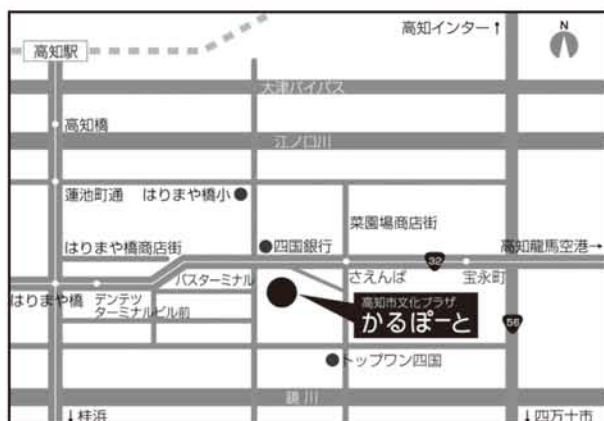 高知インター↑
N
高知駅
大津バイパス
高知橋
江ノ口川
蓮池町通
はりまや橋小
菜園場商店街
はりまや橋商店街
四国銀行
高知龍馬空港→
32
バスターミナル
さえんば
宝永町
はりまや橋
デンテツ
ターミナルビル前
高知市文化プラザ
かるぽーと
56
トップワン四国
鏡川
↓桂浜
↓四万十市